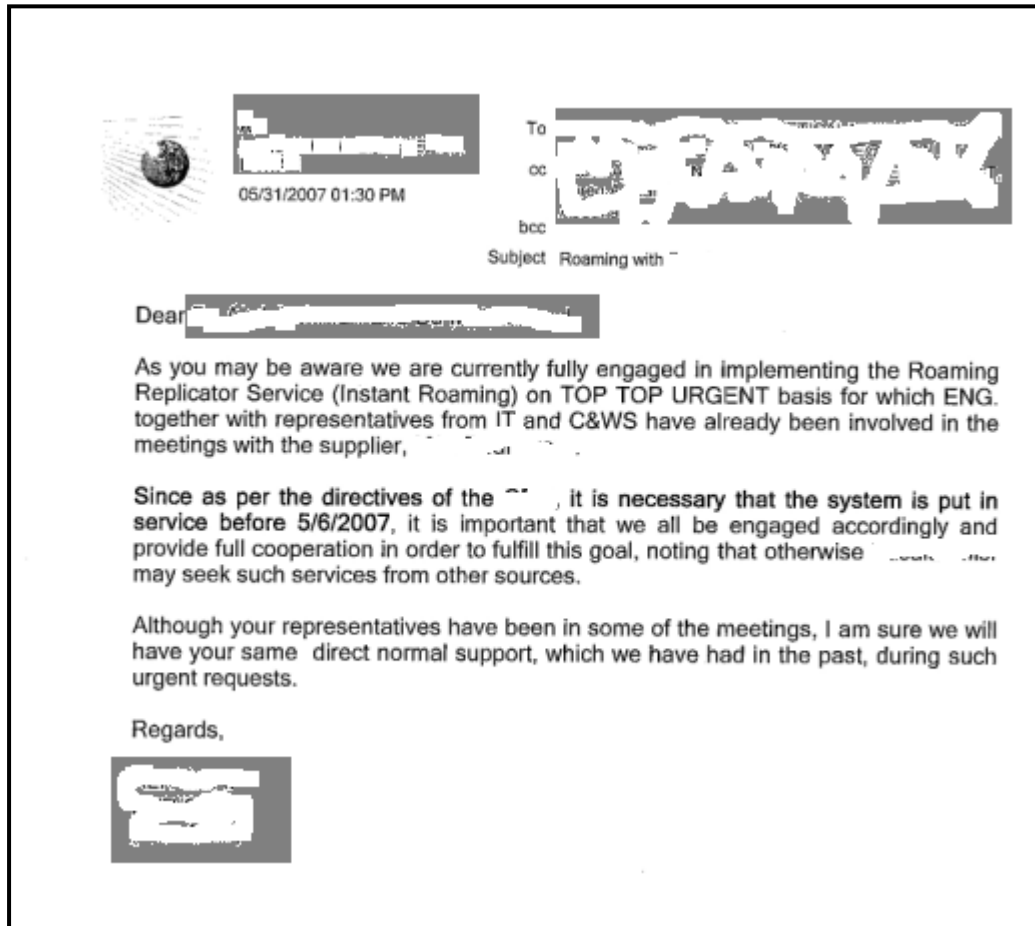 05/31/2007 01:30 PM
To
cc
bcc
Subject Roaming with
Dear
As you may be aware we are currently fully engaged in implementing the Roaming
Replicator Service (Instant Roaming) on TOP TOP URGENT basis for which ENG.
together with representatives from IT and C&WS have already been involved in the
meetings with the supplier,
Since as per the directives of the , it is necessary that the system is put in
service before 5/6/2007, it is important that we all be engaged accordingly and
provide full cooperation in order to fulfill this goal, noting that otherwise
may seek such services from other sources.
Although your representatives have been in some of the meetings, I am sure we will
have your same direct normal support, which we have had in the past, during such
urgent requests.
Regards,